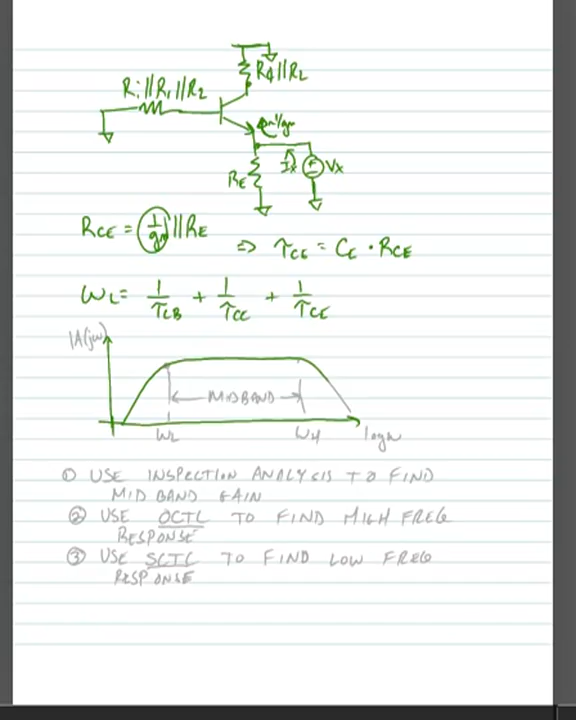 R4||RL
Ri||R1||R2
1/gm
Ix
Vx
RE
RCE = (1/gm)||RE
⇒ τCE = CE · RCE
ωL = 1/τCB + 1/τCC + 1/τCE
|A(jω)|
MIDBAND
ωL
ωH
logω
① USE INSPECTION ANALYSIS TO FIND
MID BAND GAIN
② USE OCTC TO FIND HIGH FREQ
RESPONSE
③ USE SCTC TO FIND LOW FREQ
RESPONSE